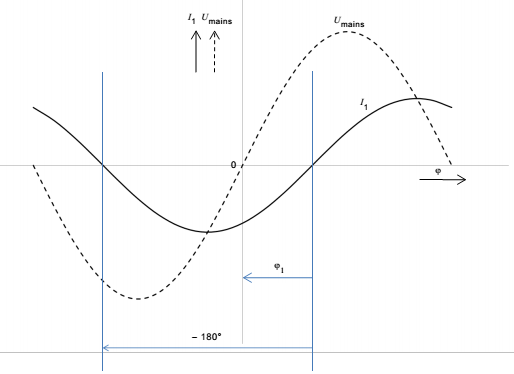 I1 Umains
Umains
I1
0
φ
φ1
– 180°